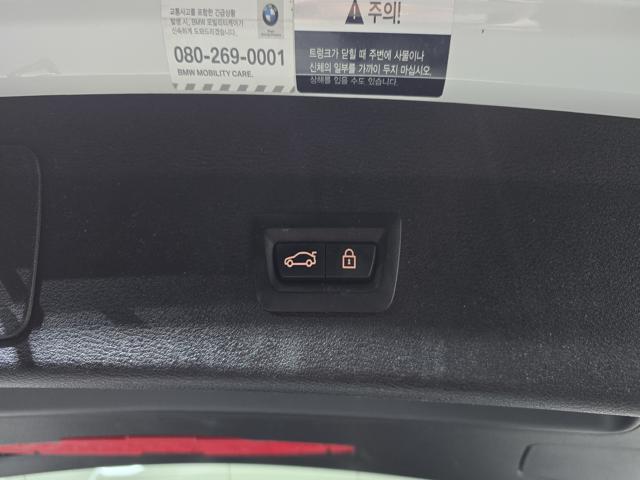 교통사고를 포함한 긴급상황
발생 시, BMW 모빌리티케어가
신속하게 도와드리겠습니다.
080-269-0001
BMW MOBILITY CARE.
주의!
트렁크가 닫힐 때 주변에 사물이나
신체의 일부를 가까이 두지 마십시오.
상해를 입을 수도 있습니다.